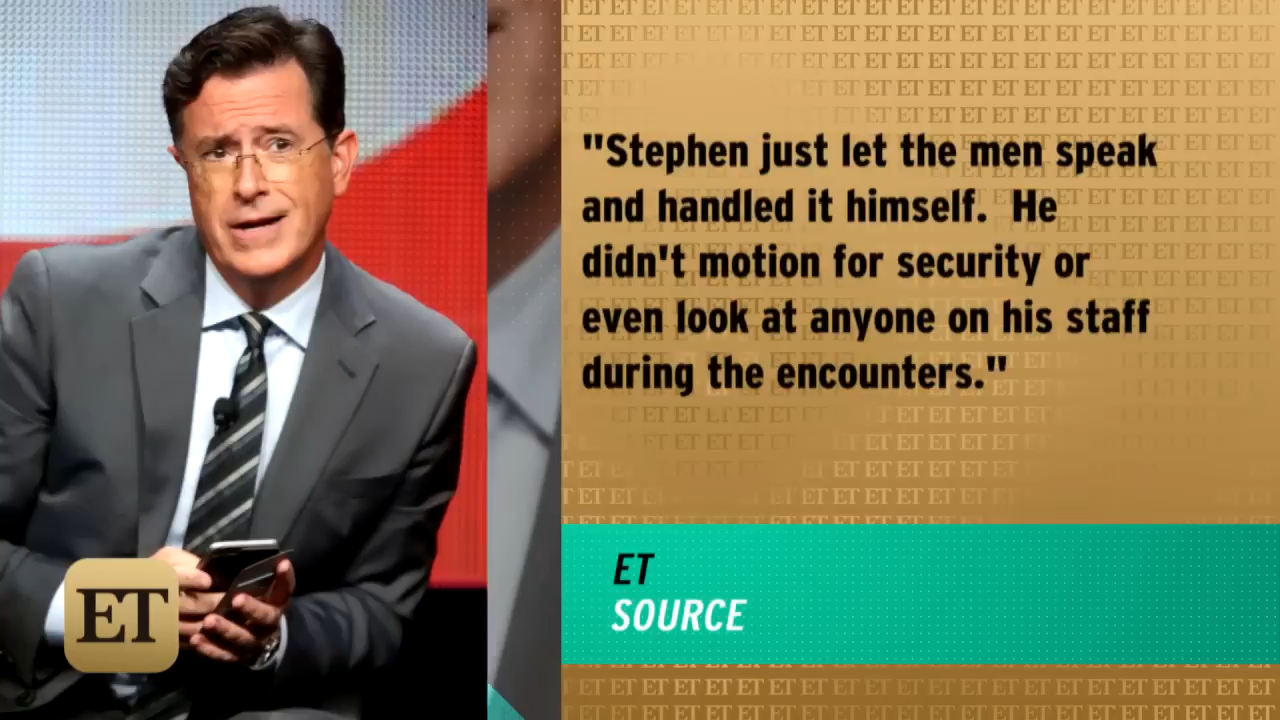 "Stephen just let the men speak
and handled it himself.  He
didn't motion for security or
even look at anyone on his staff
during the encounters."
ET
SOURCE
ET